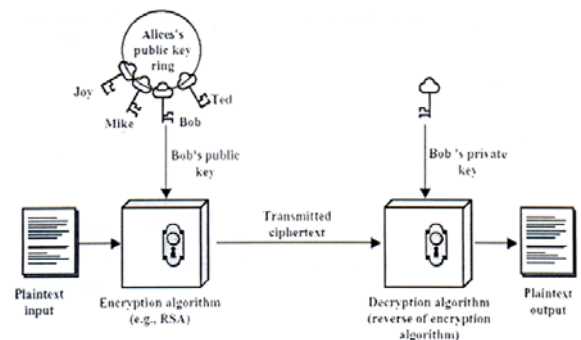 Alices's
public key
ring
Joy
Mike
Bob
Ted
Bob's public
key
Bob 's private
key
Transmitted
ciphertext
Plaintext
input
Encryption algorithm
(e.g., RSA)
Decryption algorithm
(reverse of encryption
algorithm)
Plaintext
output